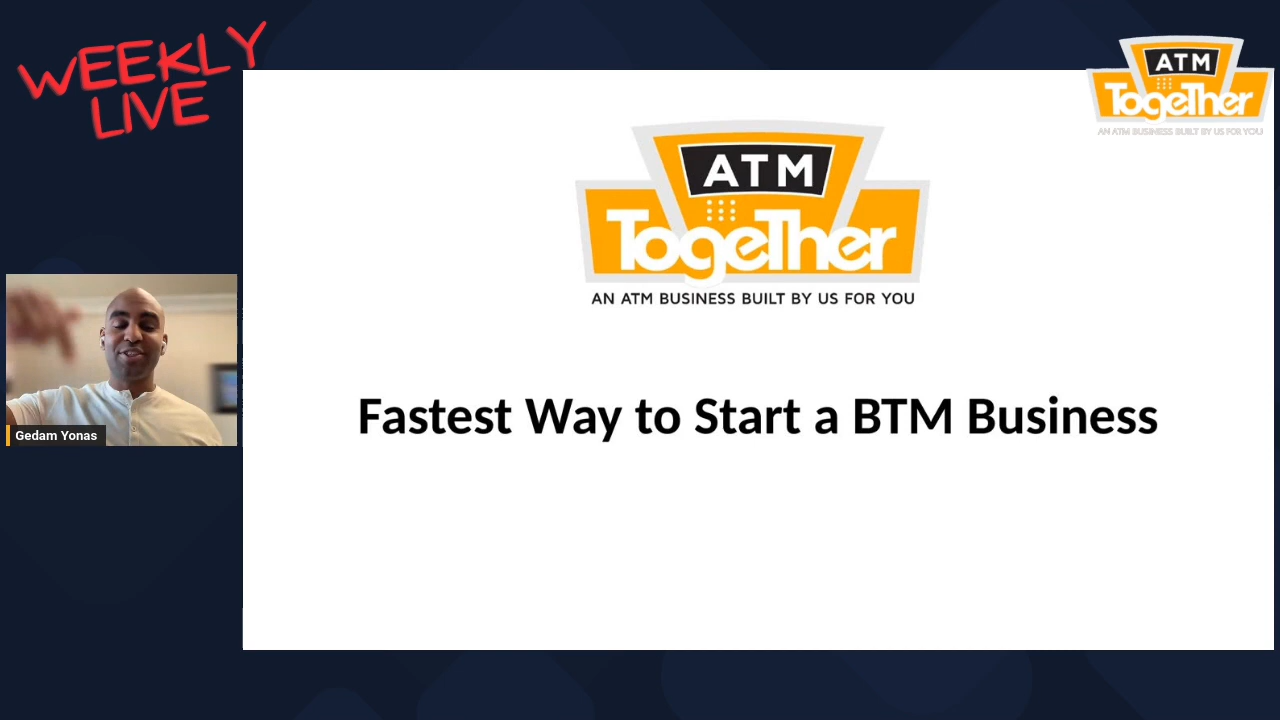 WEEKLY
LIVE
ATM
Together
AN ATM BUSINESS BUILT BY US FOR YOU
ATM
Together
AN ATM BUSINESS BUILT BY US FOR YOU
Gedam Yonas
Fastest Way to Start a BTM Business